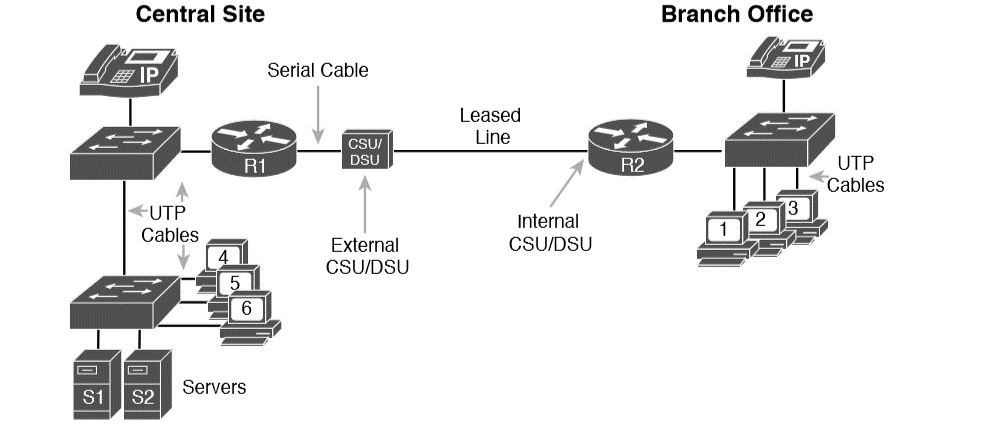 Central Site
Branch Office
IP
IP
Serial Cable
Leased
Line
R1
CSU/
DSU
R2
UTP
Cables
UTP
Cables
External
CSU/DSU
Internal
CSU/DSU
1
2
3
4
5
6
S1
S2
Servers